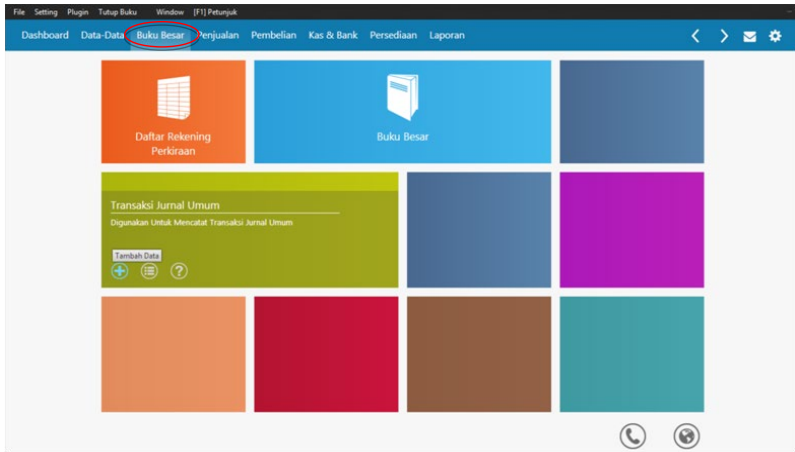 File Setting Plugin Tutup Buku Window [F1] Petunjuk
Dashboard Data-Data Buku Besar Penjualan Pembelian Kas & Bank Persediaan Laporan
Daftar Rekening
Perkiraan
Buku Besar
Transaksi Jurnal Umum
Digunakan Untuk Mencatat Transaksi Jurnal Umum
Tambah Data